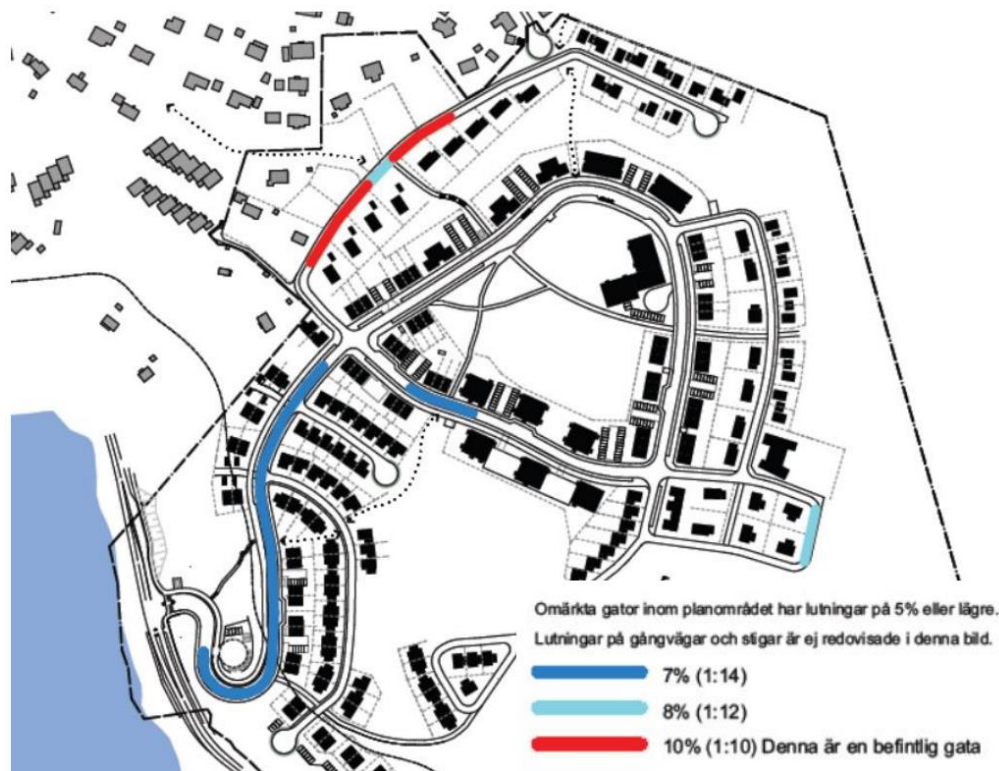 Omärkta gator inom planområdet har lutningar på 5% eller lägre.
Lutningar på gångvägar och stigar är ej redovisade i denna bild.
7% (1:14)
8% (1:12)
10% (1:10) Denna är en befintlig gata